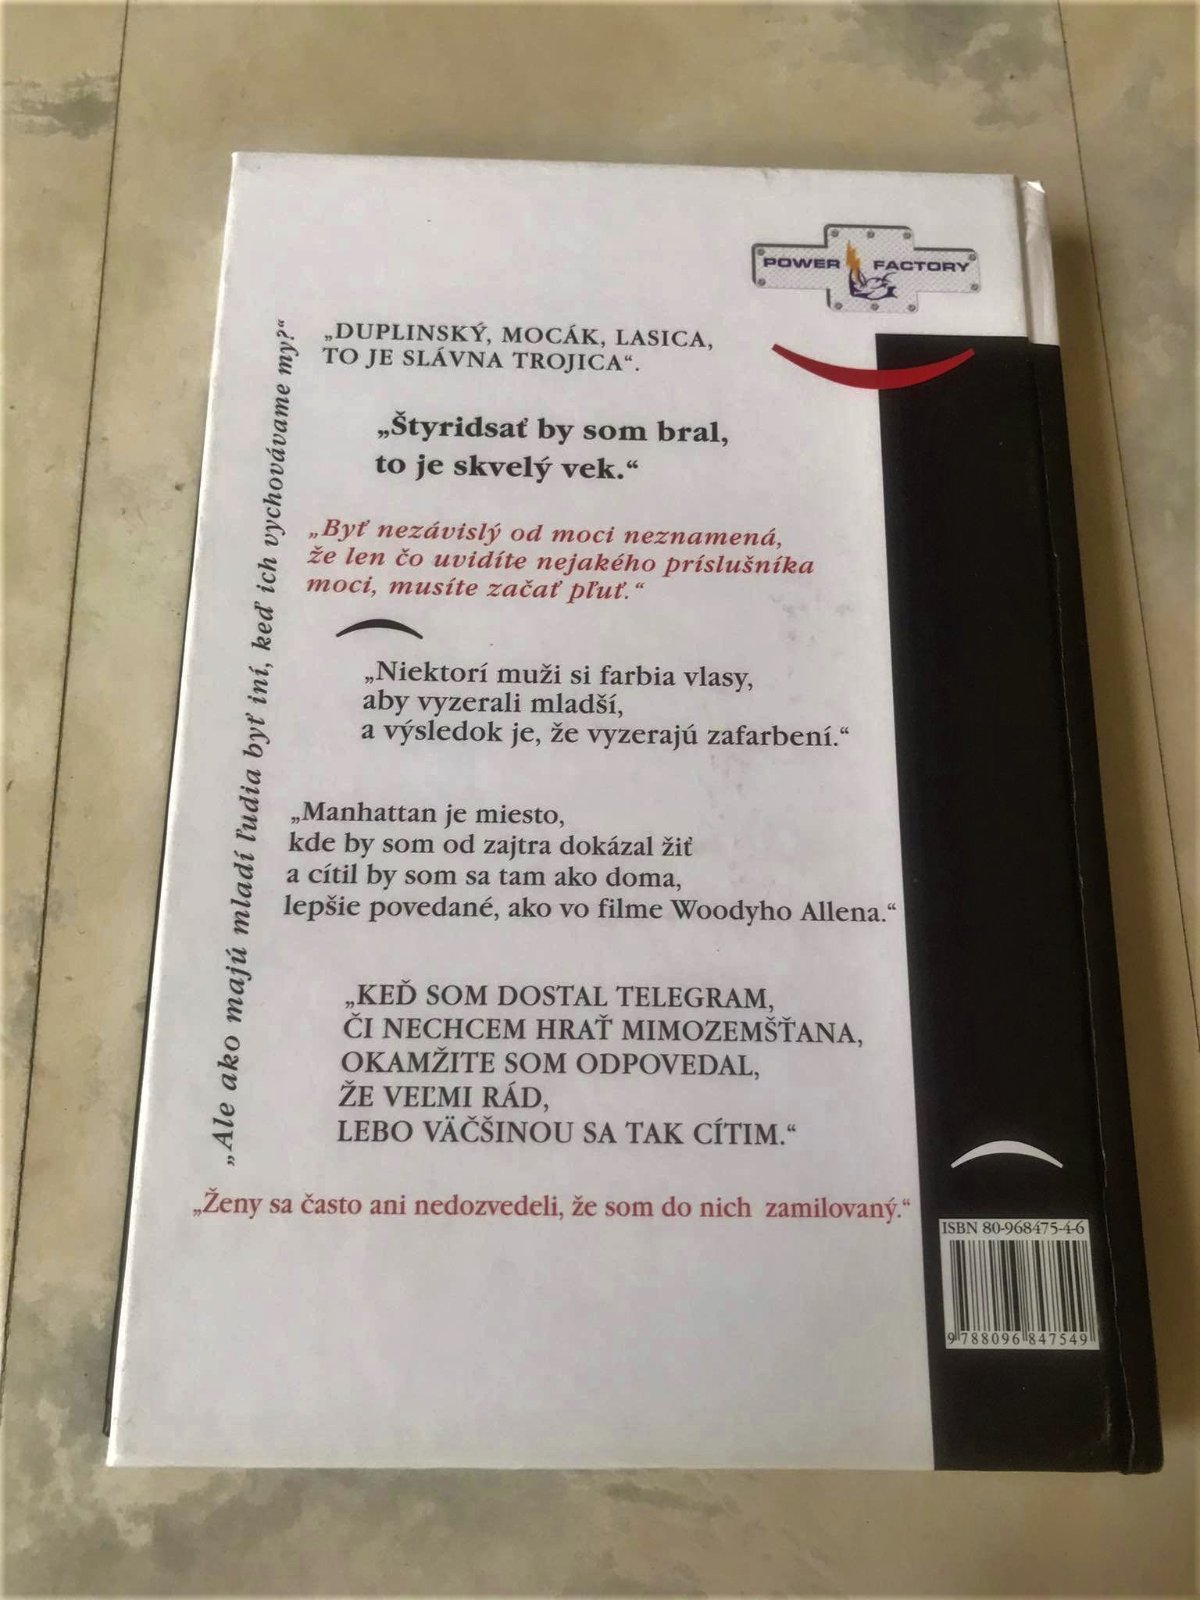 POWER FACTORY
„DUPLINSKÝ, MOCÁK, LASICA,
TO JE SLÁVNA TROJICA“.
„Štyridsať by som bral,
to je skvelý vek.“
„Byť nezávislý od moci neznamená,
že len čo uvidíte nejakého príslušníka
moci, musíte začať pľuť.“
„Niektorí muži si farbia vlasy,
aby vyzerali mladší,
a výsledok je, že vyzerajú zafarbení.“
„Manhattan je miesto,
kde by som od zajtra dokázal žiť
a cítil by som sa tam ako doma,
lepšie povedané, ako vo filme Woodyho Allena.“
„KEĎ SOM DOSTAL TELEGRAM,
ČI NECHCEM HRAŤ MIMOZEMŠŤANA,
OKAMŽITE SOM ODPOVEDAL,
ŽE VEĽMI RÁD,
LEBO VÄČŠINOU SA TAK CÍTIM.“
„Ženy sa často ani nedozvedeli, že som do nich zamilovaný.“
„Ale ako majú mladí ľudia byť iní, keď ich vychovávame my?“
ISBN 80-968475-4-6
9 788096 847549